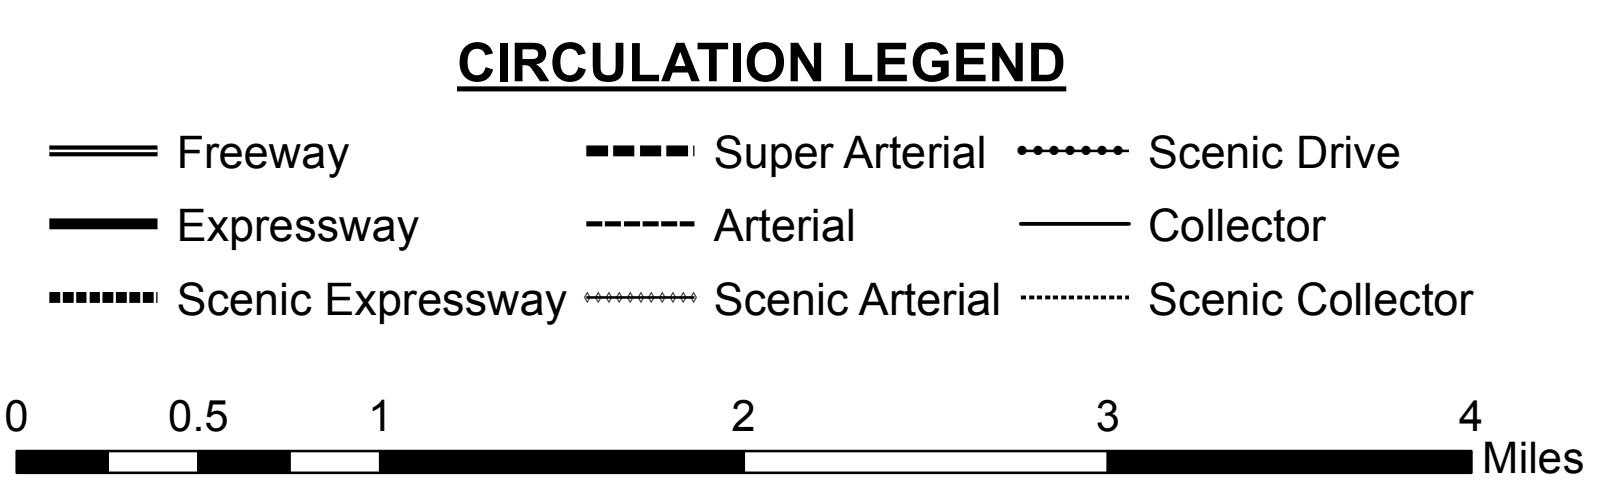 CIRCULATION LEGEND
Freeway Super Arterial Scenic Drive
Expressway Arterial Collector
Scenic Expressway Scenic Arterial Scenic Collector
0 0.5 1 2 3 4
Miles